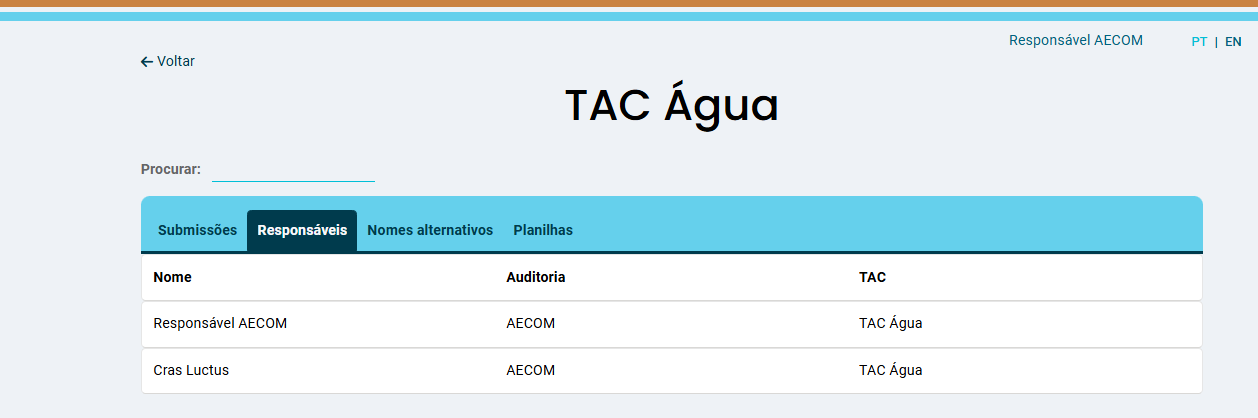 Responsável AECOM PT | EN
Voltar
TAC Água
Procurar:
Submissões Responsáveis Nomes alternativos Planilhas
Nome Auditoria TAC
Responsável AECOM AECOM TAC Água
Cras Luctus AECOM TAC Água